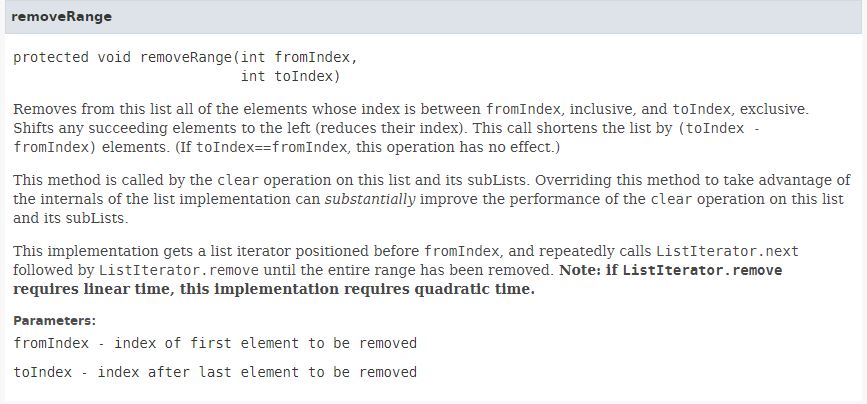 removeRange
protected void removeRange(int fromIndex,
int toIndex)
Removes from this list all of the elements whose index is between fromIndex, inclusive, and toIndex, exclusive.
Shifts any succeeding elements to the left (reduces their index). This call shortens the list by (toIndex -
fromIndex) elements. (If toIndex==fromIndex, this operation has no effect.)
This method is called by the clear operation on this list and its subLists. Overriding this method to take advantage of
the internals of the list implementation can substantially improve the performance of the clear operation on this list
and its subLists.
This implementation gets a list iterator positioned before fromIndex, and repeatedly calls ListIterator.next
followed by ListIterator.remove until the entire range has been removed. Note: if ListIterator.remove
requires linear time, this implementation requires quadratic time.
Parameters:
fromIndex - index of first element to be removed
toIndex - index after last element to be removed